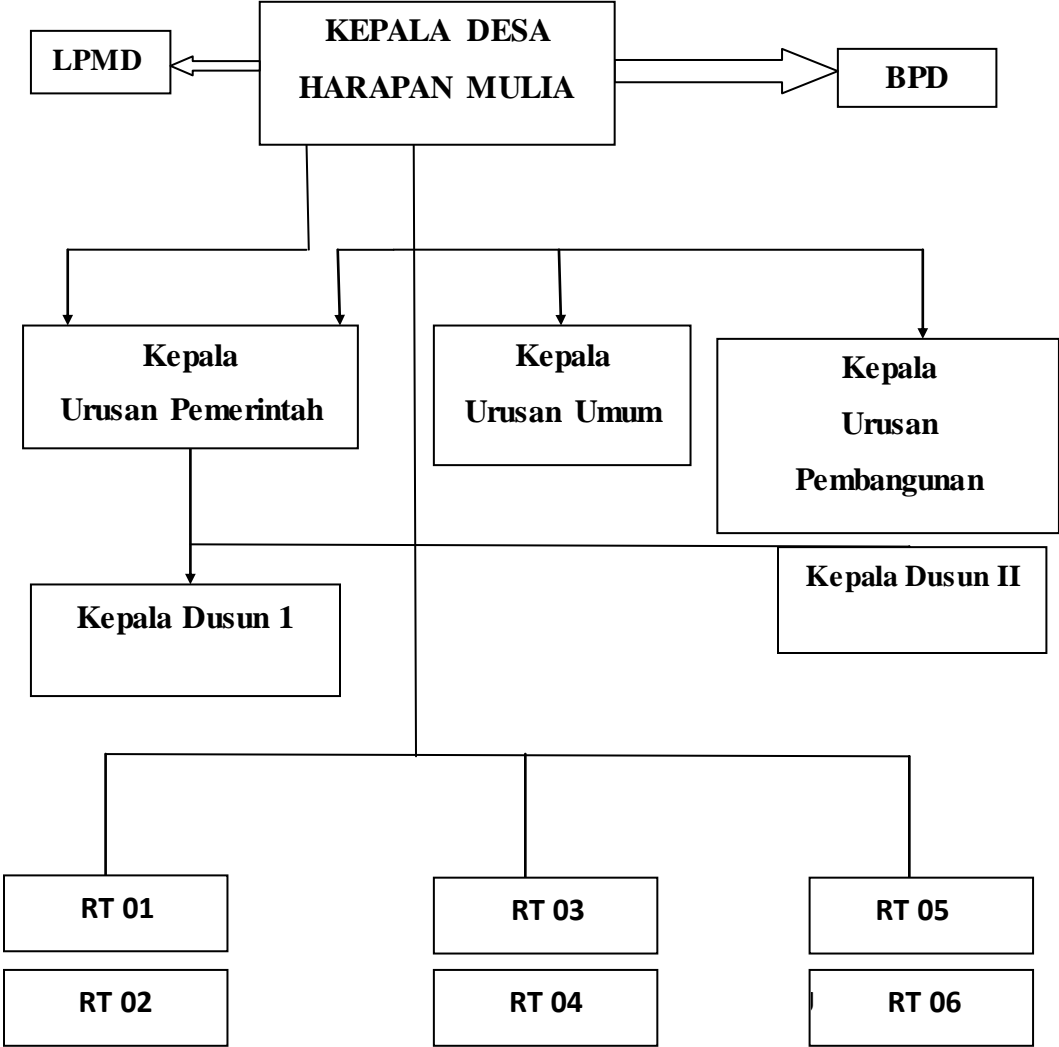 KEPALA DESA
HARAPAN MULIA
LPMD
BPD
Kepala
Urusan Pemerintah
Kepala
Urusan Umum
Kepala
Urusan
Pembangunan
Kepala Dusun 1
Kepala Dusun II
RT 01
RT 03
RT 05
RT 02
RT 04
RT 06